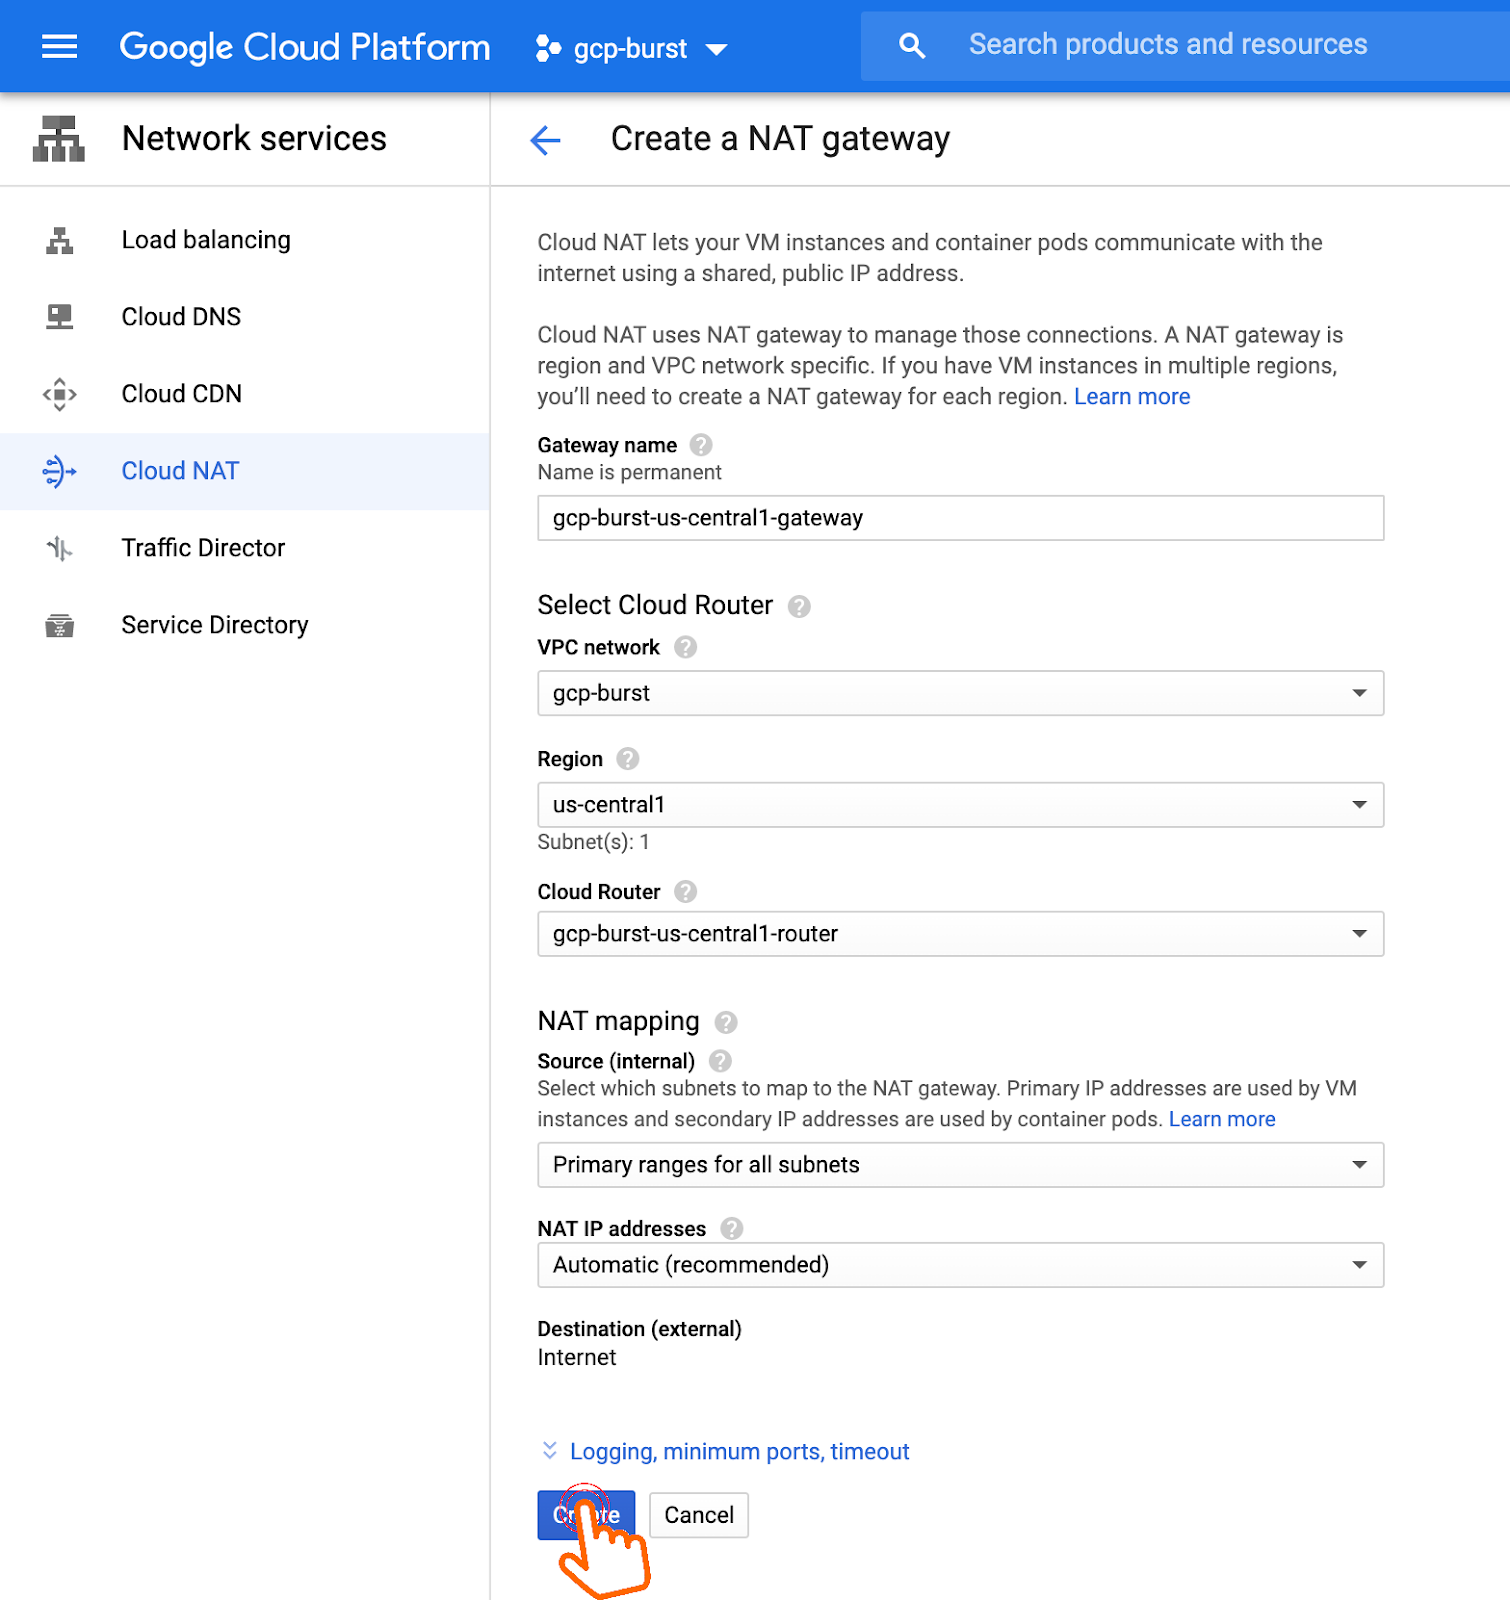 Google Cloud Platform
gcp-burst
Search products and resources
Network services
Create a NAT gateway
Load balancing
Cloud DNS
Cloud CDN
Cloud NAT
Traffic Director
Service Directory
Cloud NAT lets your VM instances and container pods communicate with the
internet using a shared, public IP address.
Cloud NAT uses NAT gateway to manage those connections. A NAT gateway is
region and VPC network specific. If you have VM instances in multiple regions,
you’ll need to create a NAT gateway for each region. Learn more
Gateway name ?
Name is permanent
gcp-burst-us-central1-gateway
Select Cloud Router ?
VPC network ?
gcp-burst
Region ?
us-central1
Subnet(s): 1
Cloud Router ?
gcp-burst-us-central1-router
NAT mapping ?
Source (internal) ?
Select which subnets to map to the NAT gateway. Primary IP addresses are used by VM
instances and secondary IP addresses are used by container pods. Learn more
Primary ranges for all subnets
NAT IP addresses ?
Automatic (recommended)
Destination (external)
Internet
Logging, minimum ports, timeout
Cancel